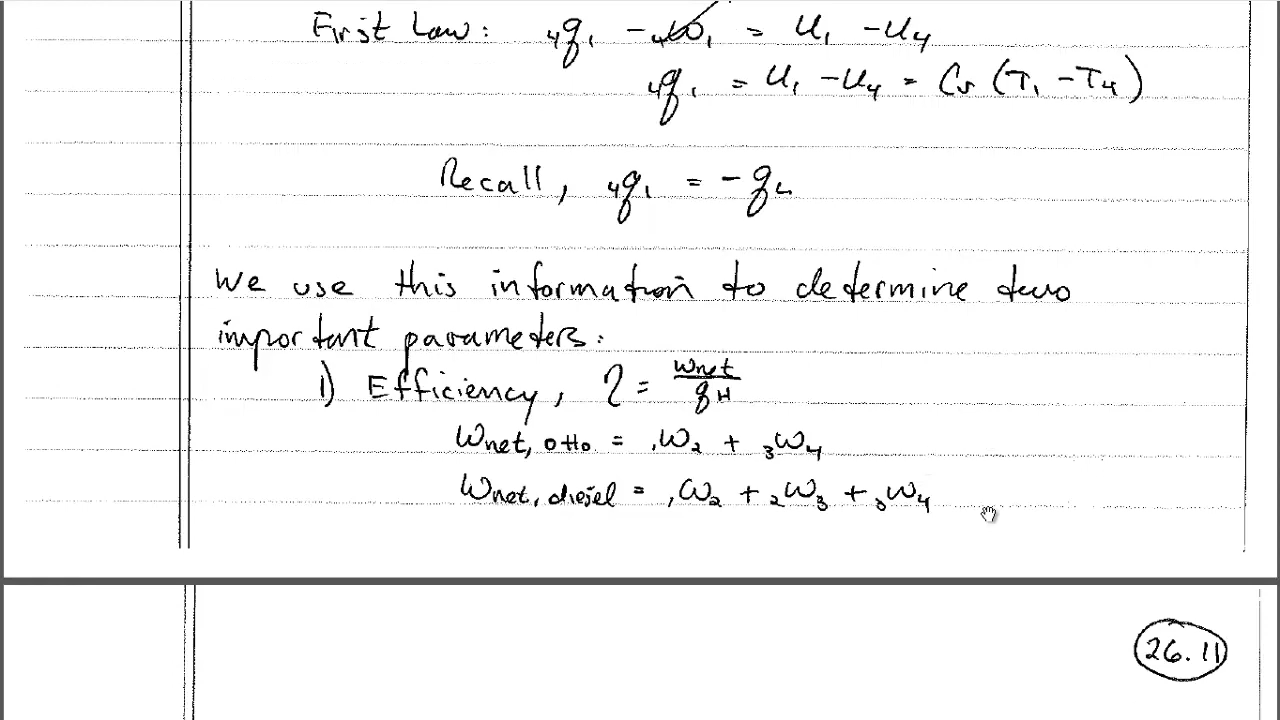 First Law: ₄q₁ - ₄w₁ = u₁ - u₄
₄q₁ = u₁ - u₄ = Cv (T₁ - T₄)
Recall, ₄q₁ = -qL
We use this information to determine two
important parameters:
1) Efficiency, η = wnet/qH
Wnet, otto = ₁w₂ + ₃w₄
Wnet, diesel = ₁w₂ + ₂w₃ + ₃w₄
26.11